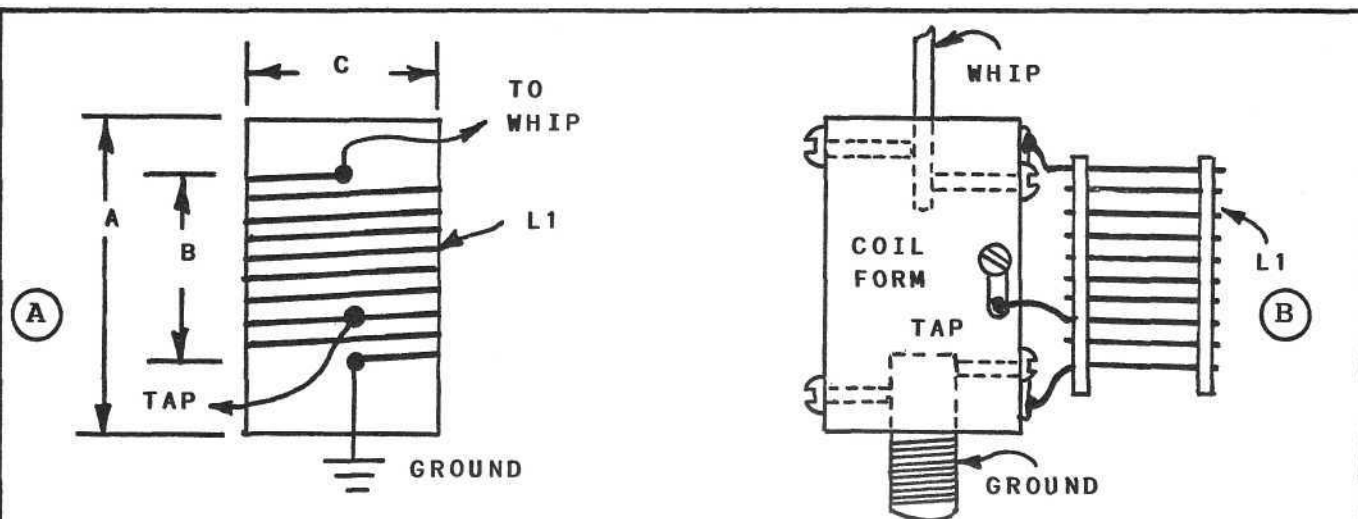 C
TO
WHIP
A
B
L1
A
TAP
GROUND
WHIP
COIL
FORM
L1
B
TAP
GROUND